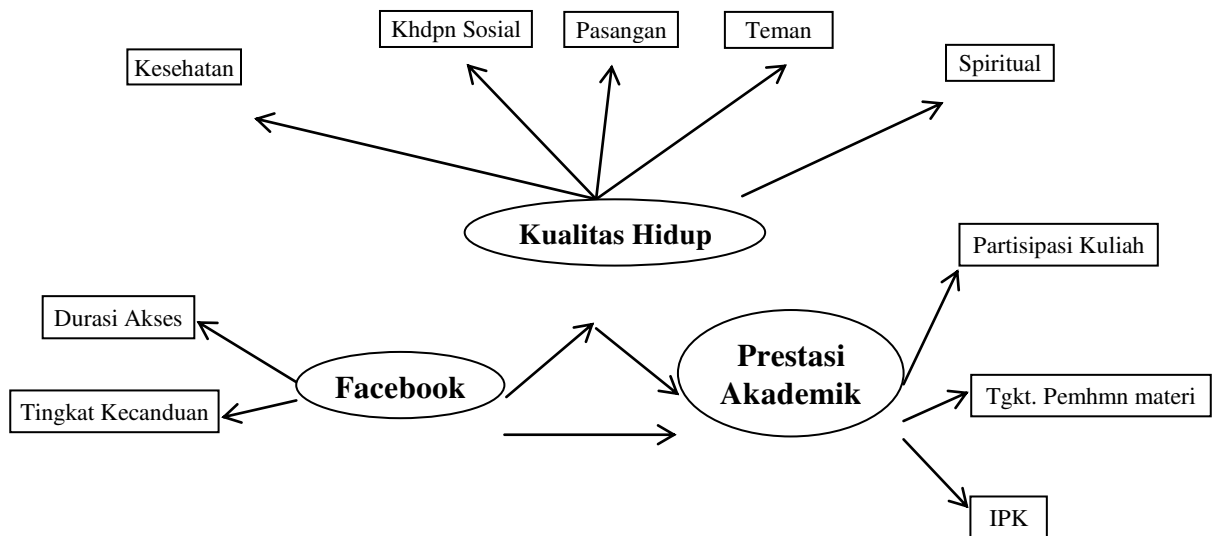 Khdpn Sosial
Pasangan
Teman
Kesehatan
Spiritual
Kualitas Hidup
Partisipasi Kuliah
Durasi Akses
Prestasi
Akademik
Facebook
Tingkat Kecanduan
Tgkt. Pemhmn materi
IPK